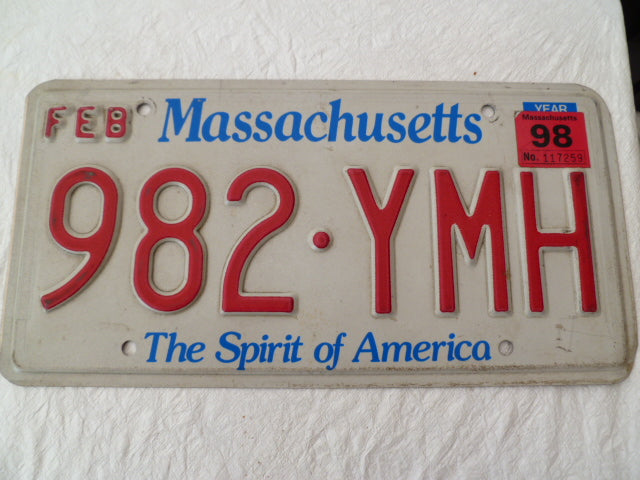 FEB Massachusetts
YEAR
Massachusetts
98
No. 117259
982·YMH
The Spirit of America